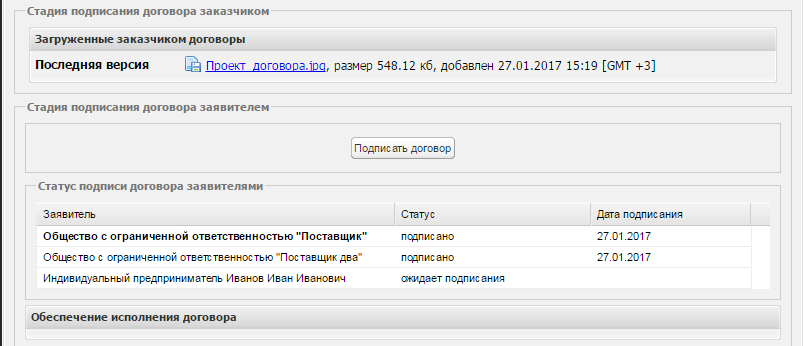 Стадия подписания договора заказчиком
Загруженные заказчиком договоры
Последняя версия Проект_договора.jpg, размер 548.12 кб, добавлен 27.01.2017 15:19 [GMT +3]
Стадия подписания договора заявителем
Подписать договор
Статус подписи договора заявителями
Заявитель Статус Дата подписания
Общество с ограниченной ответственностью "Поставщик" подписано 27.01.2017
Общество с ограниченной ответственностью "Поставщик два" подписано 27.01.2017
Индивидуальный предприниматель Иванов Иван Иванович ожидает подписания
Обеспечение исполнения договора